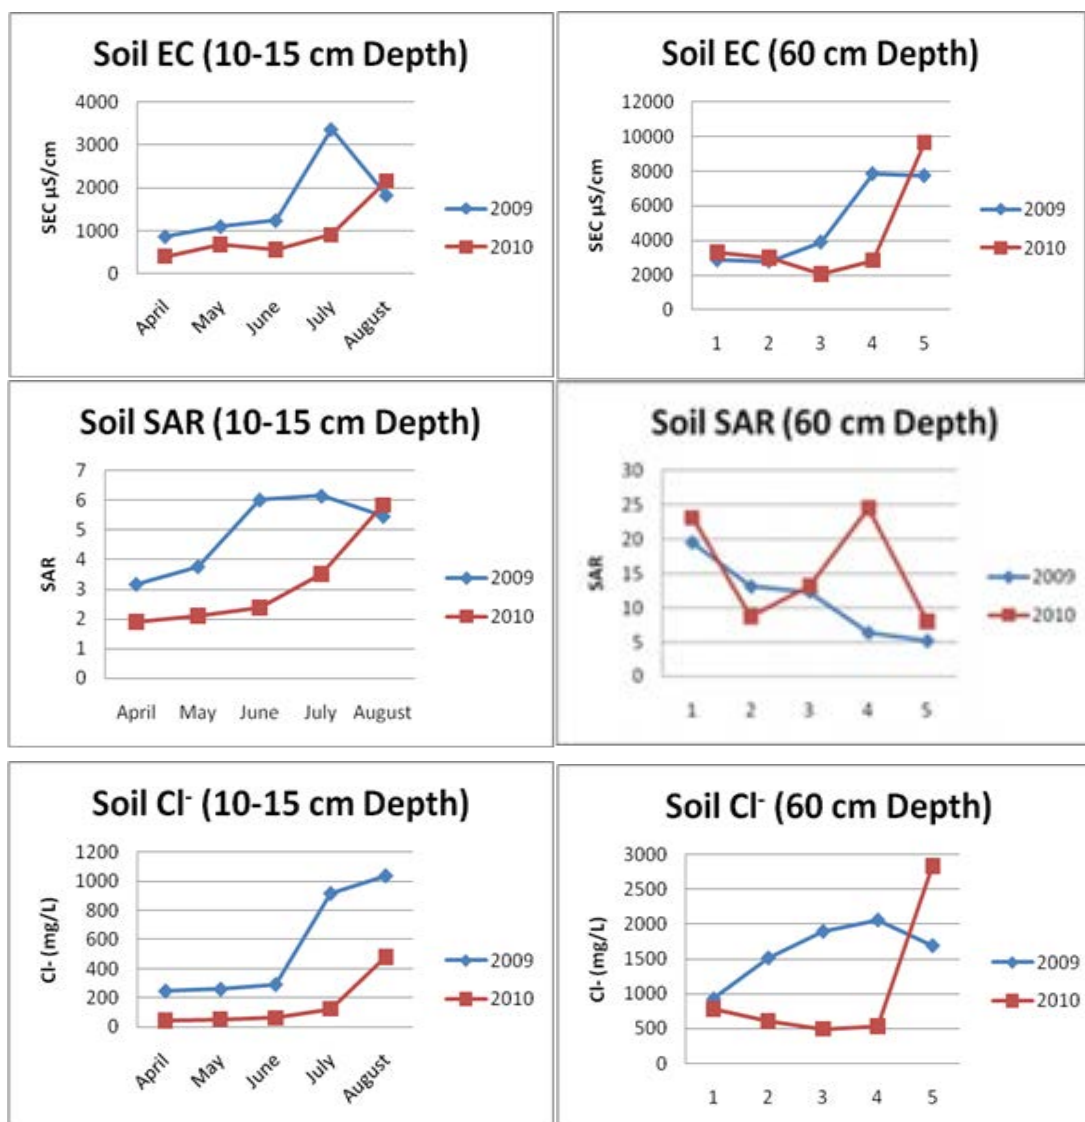 Soil EC (10-15 cm Depth)
4000
3000
2000
1000
0
SEC µS/cm
April
May
June
July
August
2009
2010
Soil EC (60 cm Depth)
12000
10000
8000
6000
4000
2000
0
SEC µS/cm
1
2
3
4
5
2009
2010
Soil SAR (10-15 cm Depth)
7
6
5
4
3
2
1
0
SAR
April
May
June
July
August
2009
2010
Soil SAR (60 cm Depth)
30
25
20
15
10
5
0
SAR
1
2
3
4
5
2009
2010
Soil Cl⁻ (10-15 cm Depth)
1200
1000
800
600
400
200
0
Cl- (mg/L)
April
May
June
July
August
2009
2010
Soil Cl⁻ (60 cm Depth)
3000
2500
2000
1500
1000
500
0
Cl- (mg/L)
1
2
3
4
5
2009
2010